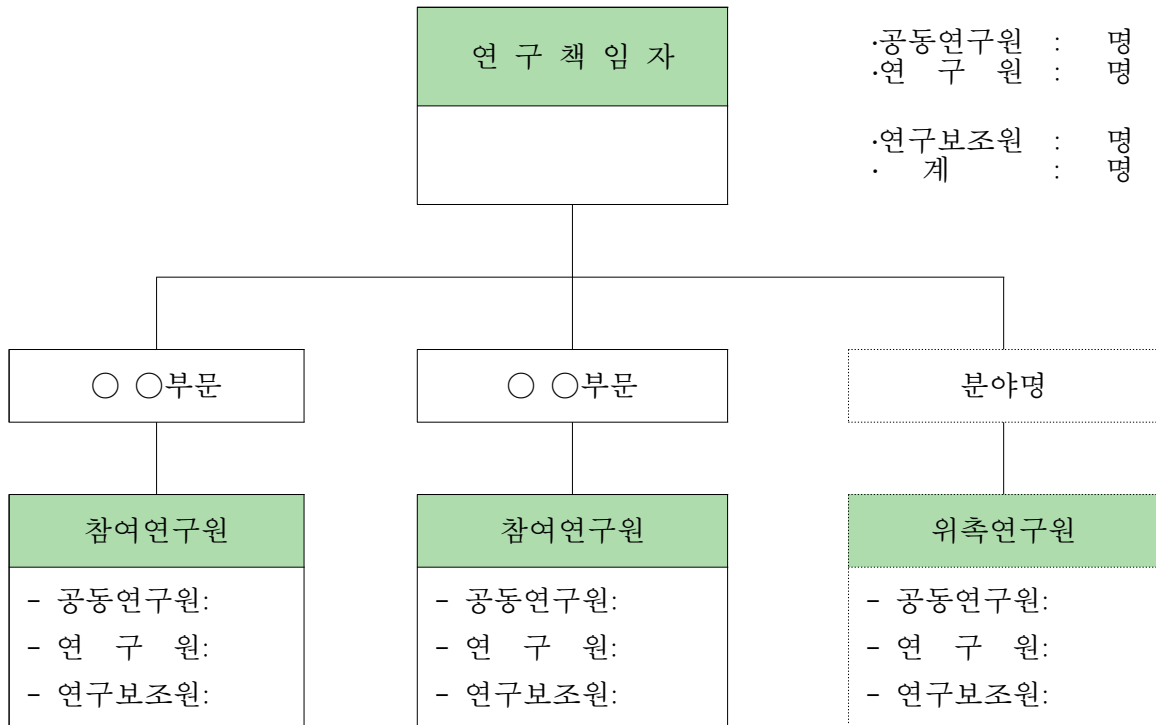 연 구 책 임 자
·공동연구원 : 명
·연 구 원 : 명
·연구보조원 : 명
· 계 : 명
○ ○부문
○ ○부문
분야명
참여연구원
- 공동연구원:
- 연 구 원:
- 연구보조원:
참여연구원
- 공동연구원:
- 연 구 원:
- 연구보조원:
위촉연구원
- 공동연구원:
- 연 구 원:
- 연구보조원: